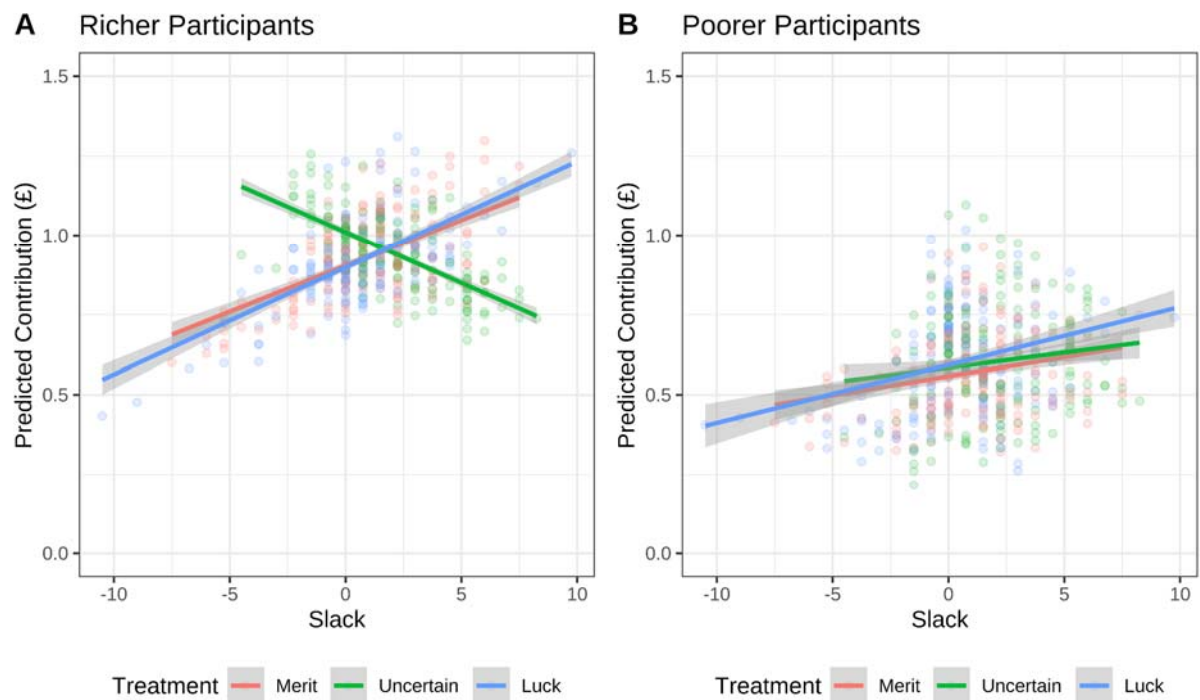 A Richer Participants
1.5
1.0
0.5
0.0
Predicted Contribution (£)
-10 -5 0 5 10
Slack
Treatment Merit Uncertain Luck
B Poorer Participants
1.5
1.0
0.5
0.0
Predicted Contribution (£)
-10 -5 0 5 10
Slack
Treatment Merit Uncertain Luck